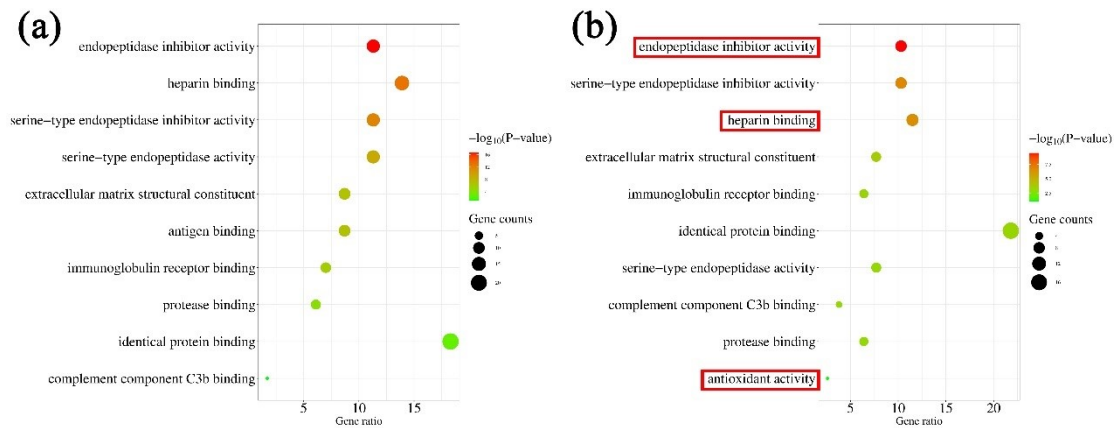 (a)
endopeptidase inhibitor activity
heparin binding
serine-type endopeptidase inhibitor activity
serine-type endopeptidase activity
extracellular matrix structural constituent
antigen binding
immunoglobulin receptor binding
protease binding
identical protein binding
complement component C3b binding
5 10 15
Gene ratio
-log10(P-value)
Gene counts
(b)
endopeptidase inhibitor activity
serine-type endopeptidase inhibitor activity
heparin binding
extracellular matrix structural constituent
immunoglobulin receptor binding
identical protein binding
serine-type endopeptidase activity
complement component C3b binding
protease binding
antioxidant activity
5 10 15 20
Gene ratio
-log10(P-value)
Gene counts